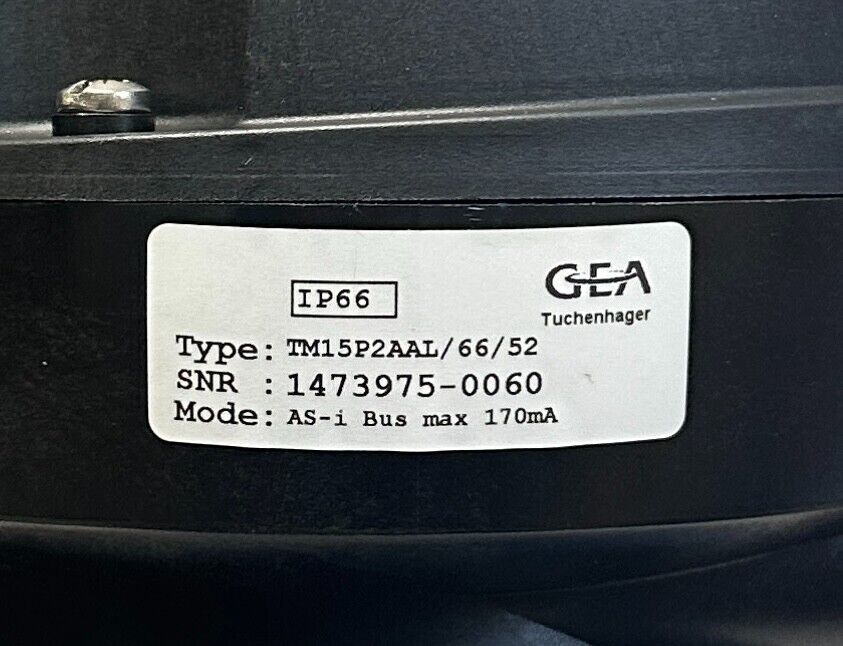 IP66
GEA
Tuchenhager
Type: TM15P2AAL/66/52
SNR : 1473975-0060
Mode: AS-i Bus max 170mA